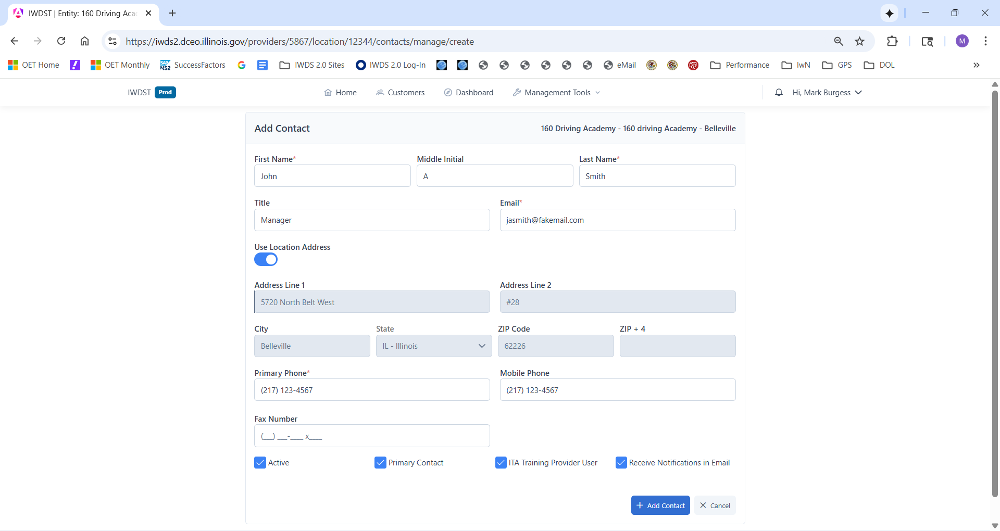 IWDST | Entity: 160 Driving Aca
https://iwds2.dceo.illinois.gov/providers/5867/location/12344/contacts/manage/create
M
OET Home
OET Monthly
SAP NS2
SuccessFactors
IWDS 2.0 Sites
IWDS 2.0 Log-In
eMail
Performance
IwN
GPS
DOL
IWDST Prod
Home
Customers
Dashboard
Management Tools
Hi, Mark Burgess
Add Contact
160 Driving Academy - 160 driving Academy - Belleville
First Name*
Middle Initial
Last Name*
John
A
Smith
Title
Email*
Manager
jasmith@fakemail.com
Use Location Address
Address Line 1
Address Line 2
5720 North Belt West
#28
City
State
ZIP Code
ZIP + 4
Belleville
IL - Illinois
62226
Primary Phone*
Mobile Phone
(217) 123-4567
(217) 123-4567
Fax Number
(___) ___-____ x____
Active
Primary Contact
ITA Training Provider User
Receive Notifications in Email
+ Add Contact
× Cancel